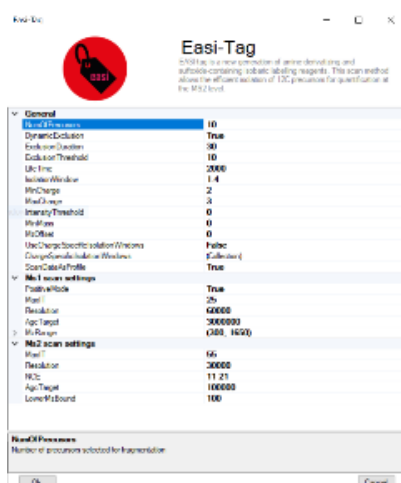 Easi-Tag
Easi-Tag
EASI-tag is a new generation of amine derivatizing and
sulfoxide-containing isobaric labeling reagents. This scan method
allows the efficient isolation of 12C precursors for quantification at
the MS2 level.
easi
General
NumOfPrecursors 10
DynamicExclusion True
ExclusionDuration 30
ExclusionThreshold 10
LifeTime 2000
IsolationWindow 1.4
MinCharge 2
MaxCharge 3
IntensityThreshold 0
MinMass 0
MzOffset 0
UseChargeSpecificIsolationWindows False
ChargeSpecificIsolationWindows (Collection)
ScanDataAsProfile True
Ms1 scan settings
PositiveMode True
MaxIT 25
Resolution 60000
AgcTarget 3000000
MzRange (300, 1650)
Ms2 scan settings
MaxIT 55
Resolution 30000
NCE 11 21
AgcTarget 100000
LowerMsBound 100
NumOfPrecursors
Number of precursors selected for fragmentation
Ok Cancel